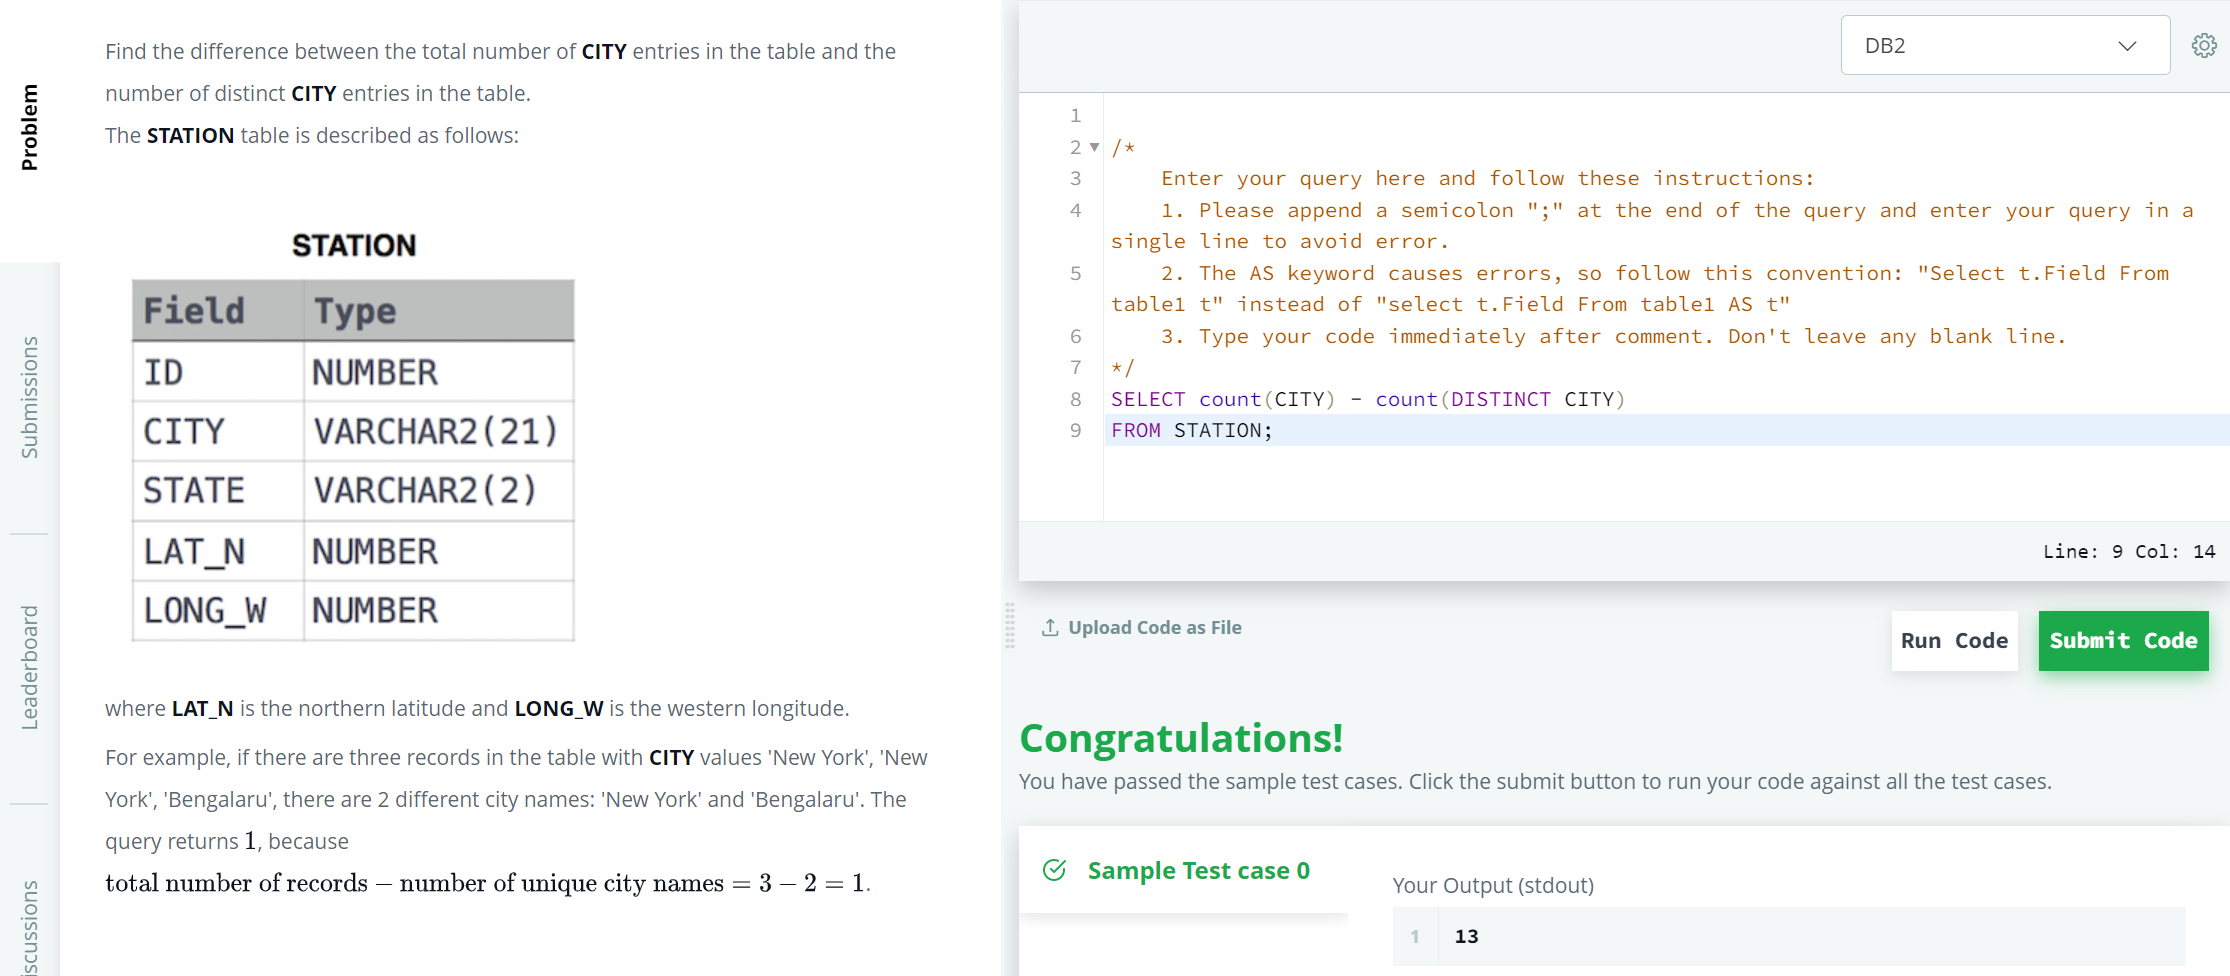 Problem
Submissions
Leaderboard
iscussions
Find the difference between the total number of CITY entries in the table and the
number of distinct CITY entries in the table.
The STATION table is described as follows:
STATION
Field Type
ID NUMBER
CITY VARCHAR2(21)
STATE VARCHAR2(2)
LAT_N NUMBER
LONG_W NUMBER
where LAT_N is the northern latitude and LONG_W is the western longitude.
For example, if there are three records in the table with CITY values 'New York', 'New
York', 'Bengalaru', there are 2 different city names: 'New York' and 'Bengalaru'. The
query returns 1, because
total number of records − number of unique city names = 3 − 2 = 1.
DB2
1
2 /*
3 Enter your query here and follow these instructions:
4 1. Please append a semicolon ";" at the end of the query and enter your query in a
single line to avoid error.
5 2. The AS keyword causes errors, so follow this convention: "Select t.Field From
table1 t" instead of "select t.Field From table1 AS t"
6 3. Type your code immediately after comment. Don't leave any blank line.
7 */
8 SELECT count(CITY) - count(DISTINCT CITY)
9 FROM STATION;
Line: 9 Col: 14
Upload Code as File
Run Code
Submit Code
Congratulations!
You have passed the sample test cases. Click the submit button to run your code against all the test cases.
Sample Test case 0
Your Output (stdout)
1 13